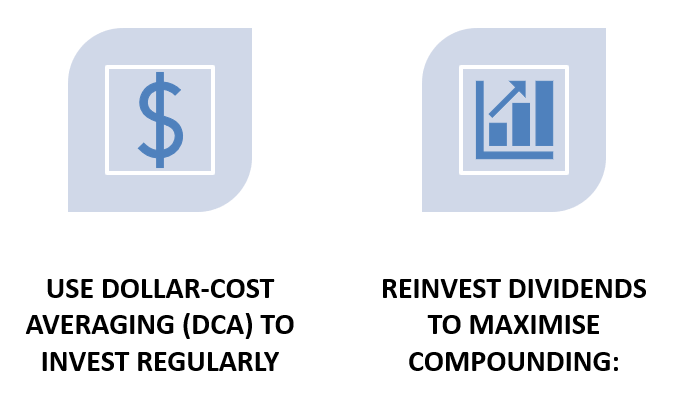 USE DOLLAR-COST
AVERAGING (DCA) TO
INVEST REGULARLY
REINVEST DIVIDENDS
TO MAXIMISE
COMPOUNDING: